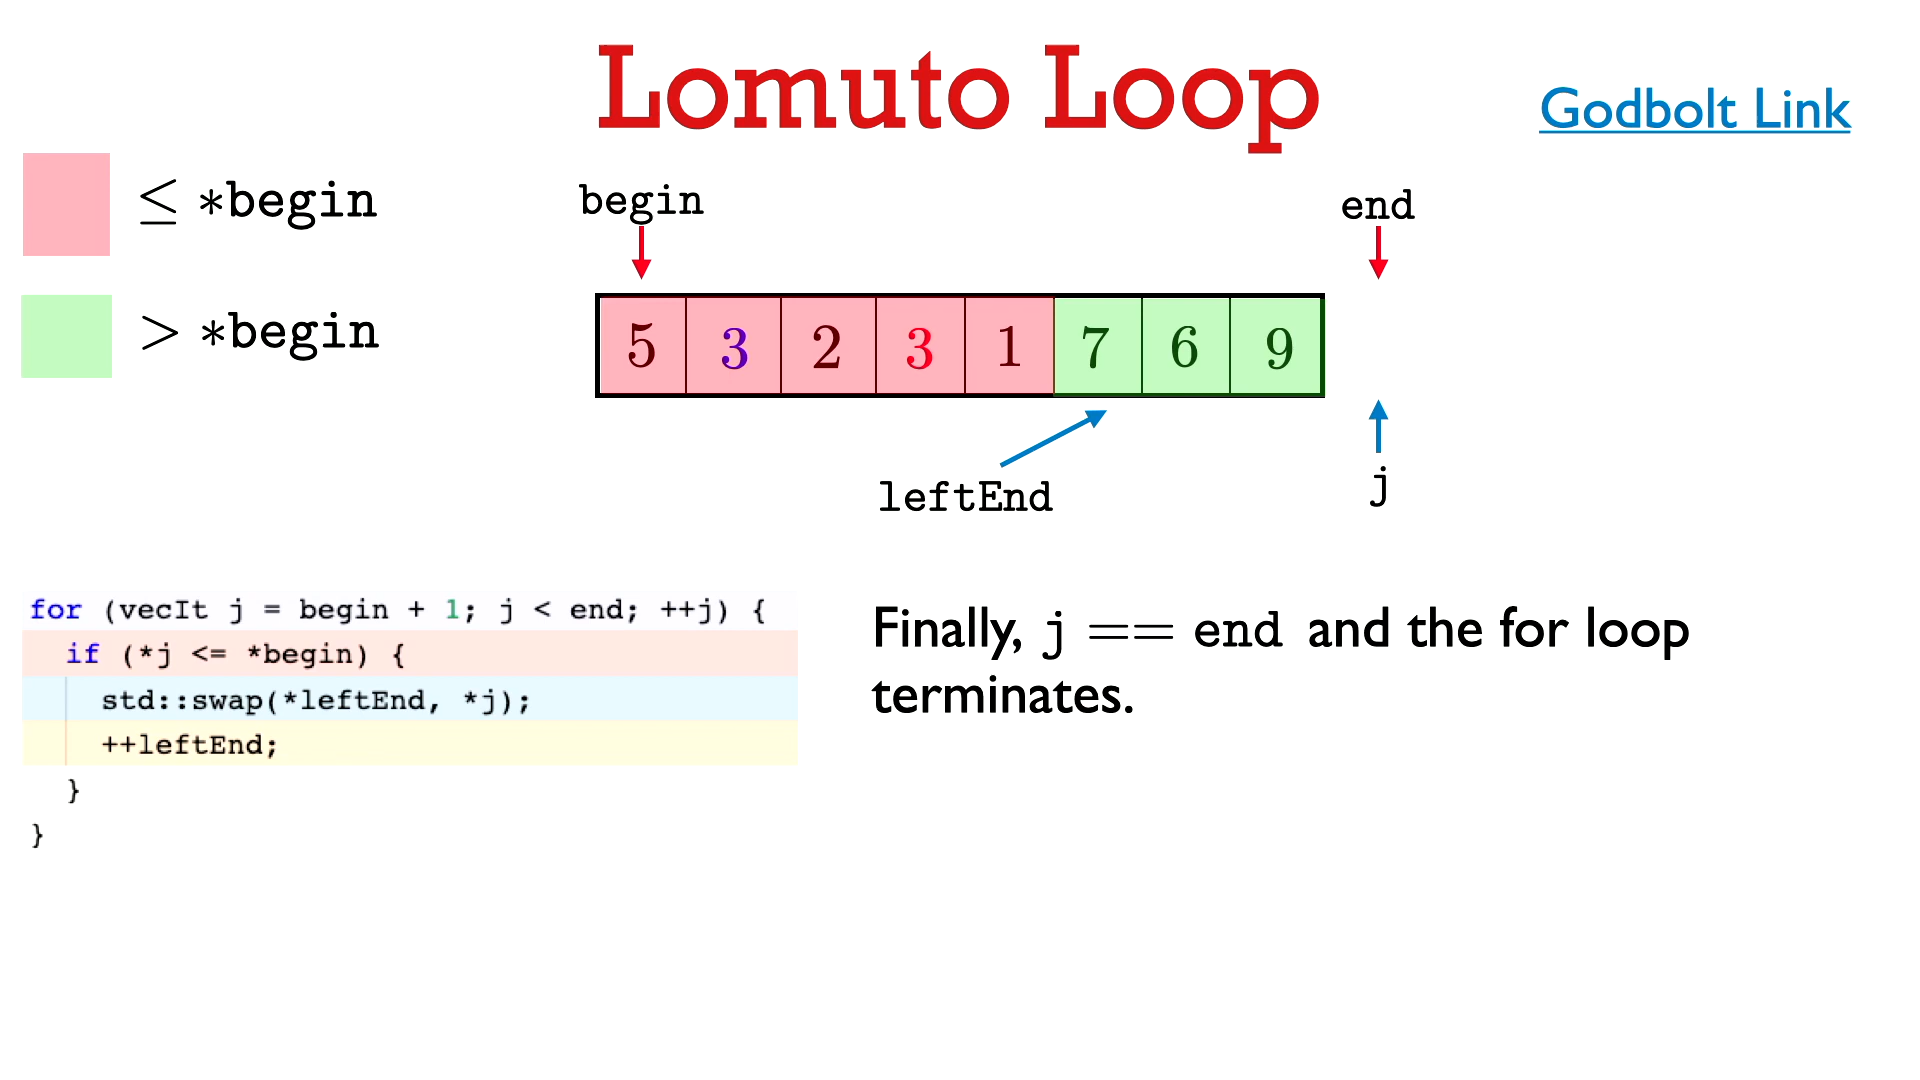 Lomuto Loop
Godbolt Link
≤ *begin
> *begin
begin
end
5 3 2 3 1 7 6 9
leftEnd
j
for (vecIt j = begin + 1; j < end; ++j) {
if (*j <= *begin) {
std::swap(*leftEnd, *j);
++leftEnd;
}
}
Finally, j == end and the for loop
terminates.